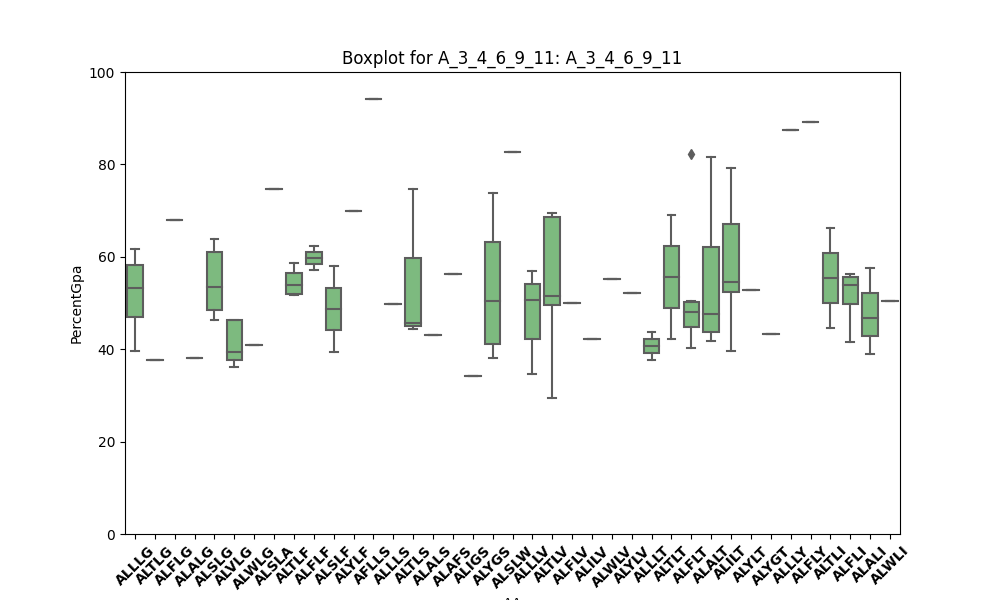 Boxplot for A_3_4_6_9_11: A_3_4_6_9_11
100
80
60
40
20
0
PercentGpa
ALLLG
ALTLG
ALFLG
ALALG
ALSLG
ALVLG
ALWLG
ALSLA
ALTLF
ALFLF
ALSLF
ALYLF
AFLLS
ALLLS
ALTLS
ALALS
ALAFS
ALIGS
ALYGS
ALSLW
ALLLV
ALTLV
ALFLV
ALILV
ALWLV
ALYLV
ALLLT
ALTLT
ALFLT
ALALT
ALILT
ALYLT
ALYGT
ALLLY
ALFLY
ALTLI
ALFLI
ALALI
ALWLI